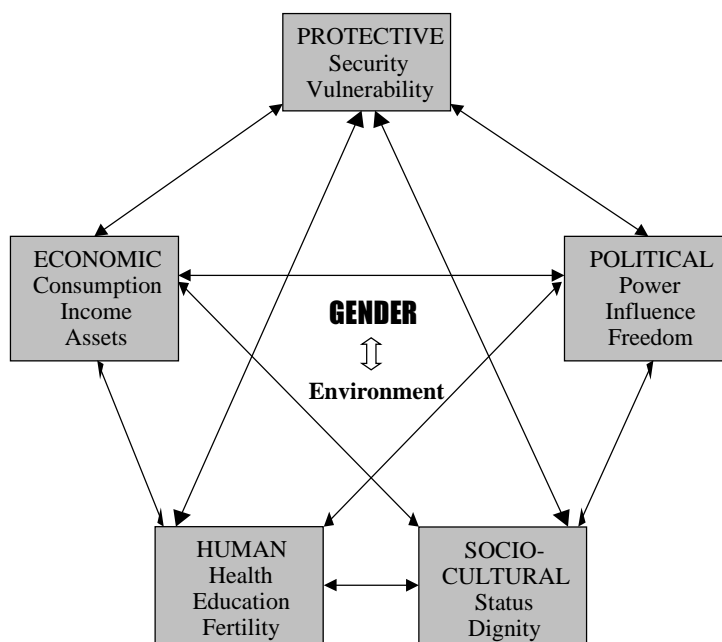 PROTECTIVE
Security
Vulnerability
ECONOMIC
Consumption
Income
Assets
POLITICAL
Power
Influence
Freedom
GENDER
Environment
HUMAN
Health
Education
Fertility
SOCIO-
CULTURAL
Status
Dignity